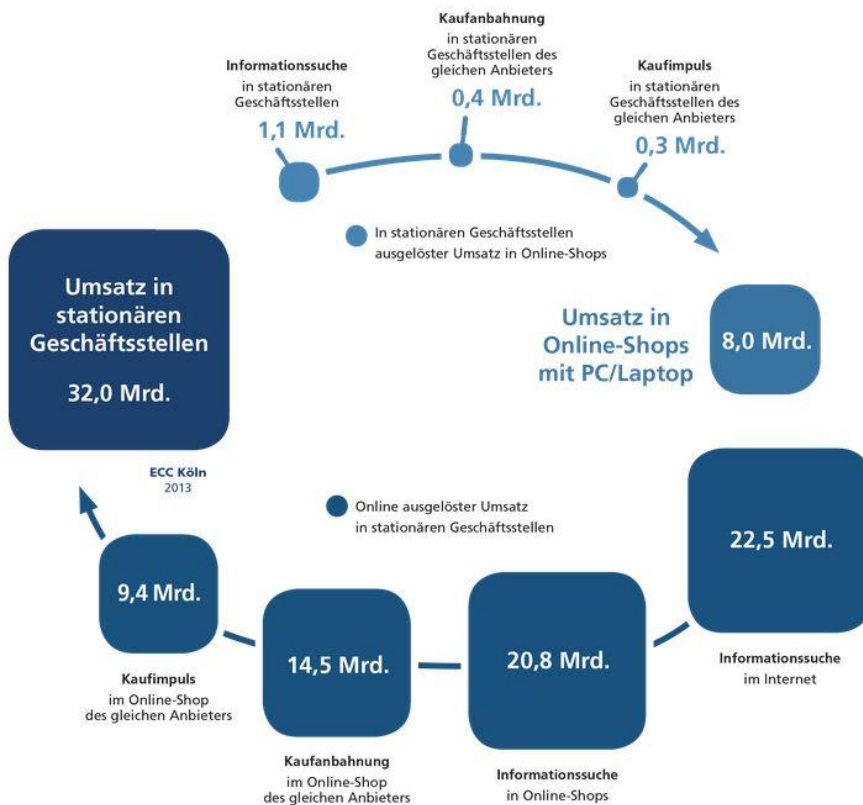 Kaufanbahnung
in stationären
Geschäftsstellen des
gleichen Anbieters
0,4 Mrd.
Informationssuche
in stationären
Geschäftsstellen
1,1 Mrd.
Kaufimpuls
in stationären
Geschäftsstellen des
gleichen Anbieters
0,3 Mrd.
In stationären Geschäftsstellen
ausgelöster Umsatz in Online-Shops
Umsatz in
stationären
Geschäftsstellen
32,0 Mrd.
Umsatz in
Online-Shops
mit PC/Laptop
8,0 Mrd.
ECC Köln
2013
Online ausgelöster Umsatz
in stationären Geschäftsstellen
22,5 Mrd.
Informationssuche
im Internet
9,4 Mrd.
Kaufimpuls
im Online-Shop
des gleichen Anbieters
14,5 Mrd.
Kaufanbahnung
im Online-Shop
des gleichen Anbieters
20,8 Mrd.
Informationssuche
in Online-Shops